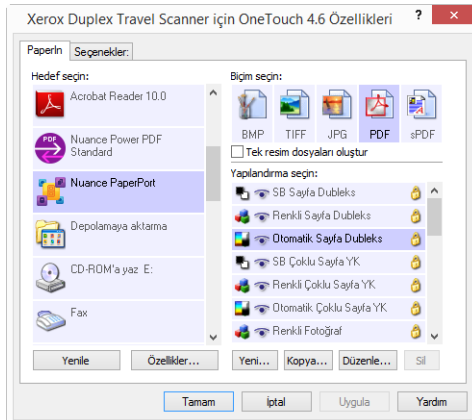 Xerox Duplex Travel Scanner için OneTouch 4.6 Özellikleri
PaperIn
Seçenekler:
Hedef seçin:
Acrobat Reader 10.0
PDF
Nuance Power PDF
Standard
Nuance PaperPort
Depolamaya aktarma
CD-ROM'a yaz E:
Fax
Yenile
Özellikler...
Biçim seçin:
BMP TIFF JPG PDF sPDF
Tek resim dosyaları oluştur
Yapılandırma seçin:
SB Sayfa Dubleks
Renkli Sayfa Dubleks
Otomatik Sayfa Dubleks
SB Çoklu Sayfa YK
Renkli Çoklu Sayfa YK
Otomatik Çoklu Sayfa YK
Renkli Fotoğraf
Yeni... Kopya... Düzenle... Sil
Tamam İptal Uygula Yardım